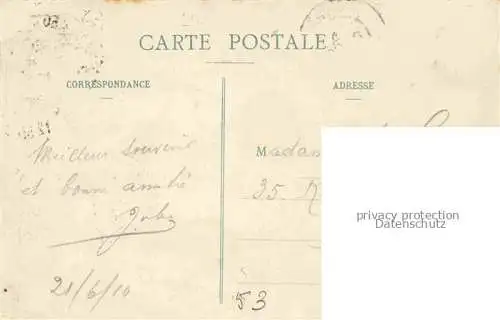 CARTE POSTALE
CORRESPONDANCE
ADRESSE
Meilleur souvenir
et bonne amitié
21/6/10
Madam
35.
privacy protection
Datenschutz
53